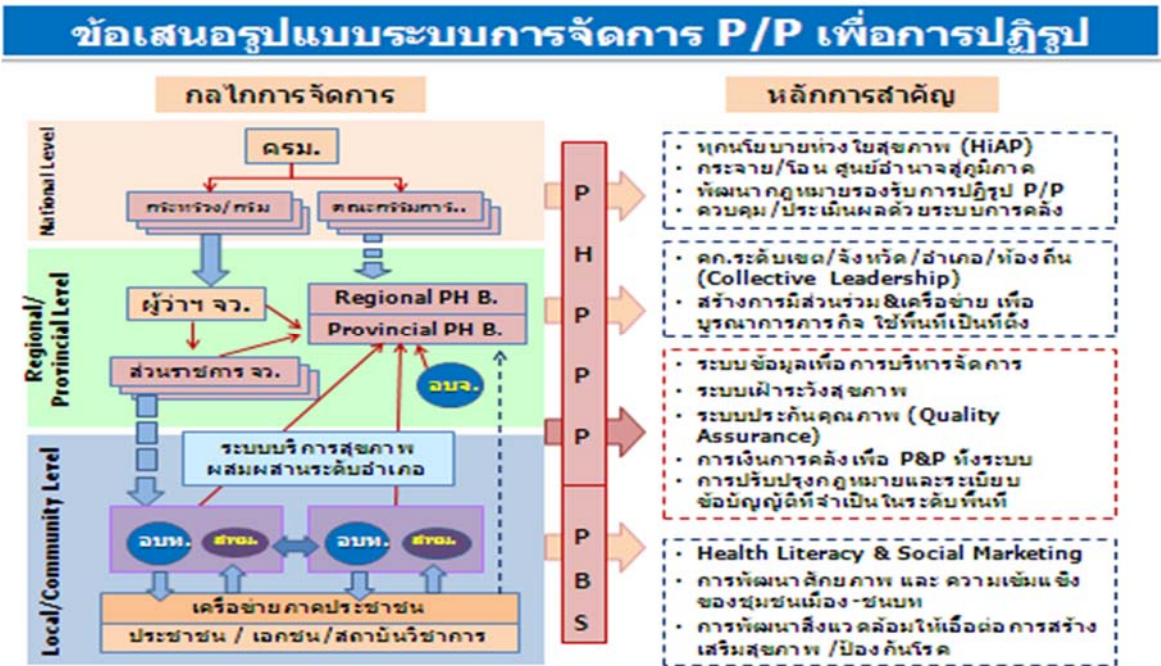 ข้อเสนอรูปแบบระบบการจัดการ P/P เพื่อการปฏิรูป
กลไกการจัดการ
หลักการสำคัญ
National Level
ครม.
กระทรวง/กรม
คณะกรรมการ..
Regional/
Provincial Level
ผู้ว่าฯ จว.
Regional PH B.
Provincial PH B.
ส่วนราชการ จว.
อบจ.
Local/Community Level
ระบบบริการสุขภาพ
ผสมผสานระดับอำเภอ
อบท.
อบท.
เครือข่ายภาคประชาชน
ประชาชน / เอกชน/สถาบันวิชาการ
P
H
P
P
P
P
B
S
• ทุกนโยบายห่วงใยสุขภาพ (HiAP)
• กระจาย/โอน ศูนย์อำนาจสู่ภูมิภาค
• พัฒนากฎหมายรองรับการปฏิรูป P/P
• ควบคุม/ประเมินผลด้วยระบบการคลัง
• คก.ระดับเขต/จังหวัด/อำเภอ/ท้องถิ่น
(Collective Leadership)
• สร้างการมีส่วนร่วม&เครือข่าย เพื่อ
บูรณาการภารกิจ ใช้พื้นที่เป็นที่ตั้ง
• ระบบข้อมูลเพื่อการบริหารจัดการ
• ระบบเฝ้าระวังสุขภาพ
• ระบบประกันคุณภาพ (Quality
Assurance)
• การเงินการคลังเพื่อ P&P ทั้งระบบ
• การปรับปรุงกฎหมายและระเบียบ
ข้อบัญญัติที่จำเป็นในระดับพื้นที่
• Health Literacy & Social Marketing
• การพัฒนาศักยภาพ และ ความเข้มแข็ง
ของชุมชนเมือง-ชนบท
• การพัฒนาสิ่งแวดล้อมให้เอื้อต่อการสร้าง
เสริมสุขภาพ /ป้องกันโรค